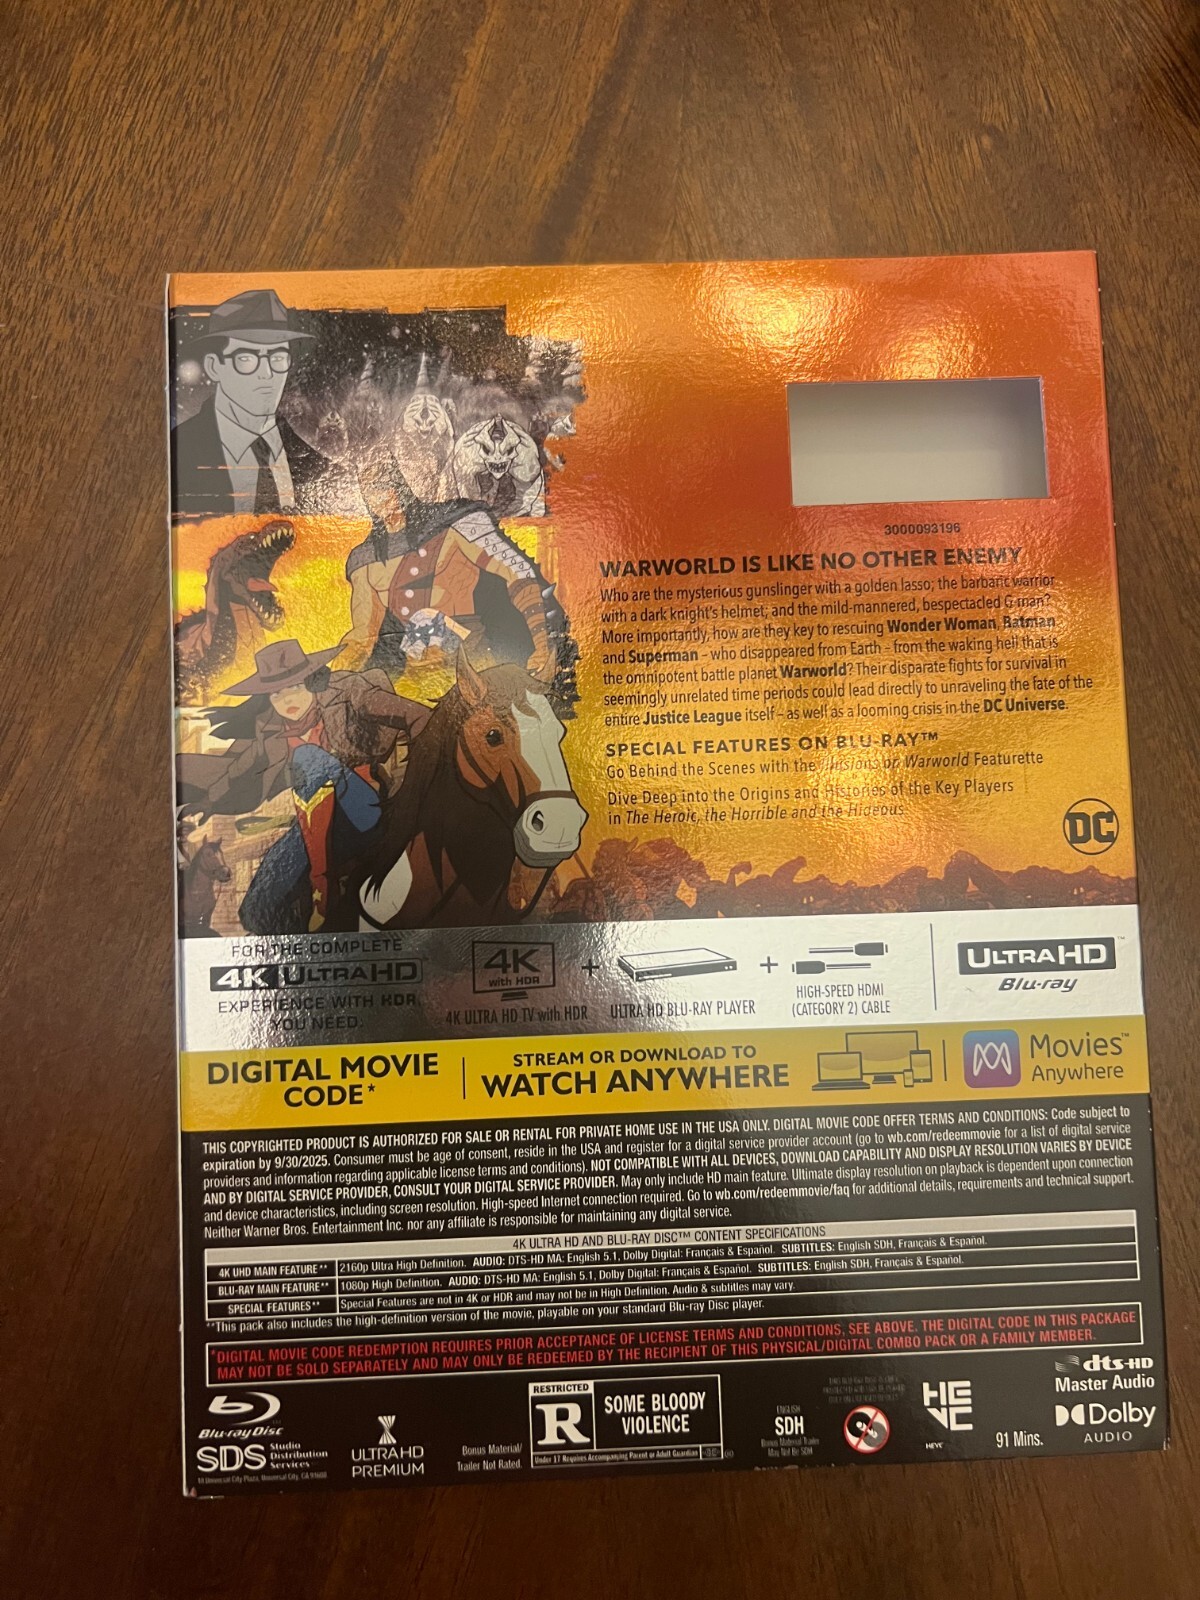 3000093196
WARWORLD IS LIKE NO OTHER ENEMY
Who are the mysterious gunslinger with a golden lasso; the barbaric warrior
with a dark knight's helmet; and the mild-mannered, bespectacled G-man?
More importantly, how are they key to rescuing Wonder Woman, Batman
and Superman – who disappeared from Earth – from the waking hell that is
the omnipotent battle planet Warworld? Their disparate fights for survival in
seemingly unrelated time periods could lead directly to unraveling the fate of the
entire Justice League itself – as well as a looming crisis in the DC Universe.
SPECIAL FEATURES ON BLU-RAY™
Go Behind the Scenes with the Illusions on Warworld Featurette
Dive Deep into the Origins and Histories of the Key Players
in The Heroic, the Horrible and the Hideous
DC
FOR THE COMPLETE
4K ULTRA HD
EXPERIENCE WITH HDR,
YOU NEED:
4K
with HDR
4K ULTRA HD TV with HDR
+
ULTRA HD BLU-RAY PLAYER
+
HIGH-SPEED HDMI
(CATEGORY 2) CABLE
ULTRA HD™
Blu-ray
DIGITAL MOVIE
CODE*
STREAM OR DOWNLOAD TO
WATCH ANYWHERE
Movies™
Anywhere
THIS COPYRIGHTED PRODUCT IS AUTHORIZED FOR SALE OR RENTAL FOR PRIVATE HOME USE IN THE USA ONLY. DIGITAL MOVIE CODE OFFER TERMS AND CONDITIONS: Code subject to
expiration by 9/30/2025. Consumer must be age of consent, reside in the USA and register for a digital service provider account (go to wb.com/redeemmovie for a list of digital service
providers and information regarding applicable license terms and conditions). NOT COMPATIBLE WITH ALL DEVICES, DOWNLOAD CAPABILITY AND DISPLAY RESOLUTION VARIES BY DEVICE
AND BY DIGITAL SERVICE PROVIDER, CONSULT YOUR DIGITAL SERVICE PROVIDER. May only include HD main feature. Ultimate display resolution on playback is dependent upon connection
and device characteristics, including screen resolution. High-speed Internet connection required. Go to wb.com/redeemmovie/faq for additional details, requirements and technical support.
Neither Warner Bros. Entertainment Inc. nor any affiliate is responsible for maintaining any digital service.
4K ULTRA HD AND BLU-RAY DISC™ CONTENT SPECIFICATIONS
4K UHD MAIN FEATURE** 2160p Ultra High Definition. AUDIO: DTS-HD MA: English 5.1, Dolby Digital: Français & Español. SUBTITLES: English SDH, Français & Español.
BLU-RAY MAIN FEATURE** 1080p High Definition. AUDIO: DTS-HD MA: English 5.1, Dolby Digital: Français & Español. SUBTITLES: English SDH, Français & Español.
SPECIAL FEATURES** Special Features are not in 4K or HDR and may not be in High Definition. Audio & subtitles may vary.
**This pack also includes the high-definition version of the movie, playable on your standard Blu-ray Disc player.
*DIGITAL MOVIE CODE REDEMPTION REQUIRES PRIOR ACCEPTANCE OF LICENSE TERMS AND CONDITIONS, SEE ABOVE. THE DIGITAL CODE IN THIS PACKAGE
MAY NOT BE SOLD SEPARATELY AND MAY ONLY BE REDEEMED BY THE RECIPIENT OF THIS PHYSICAL/DIGITAL COMBO PACK OR A FAMILY MEMBER.
Blu-ray Disc
SDS Studio
Distribution
Services
10 Universal City Plaza, Universal City, CA 91608
ULTRA HD
PREMIUM
Bonus Material/
Trailer Not Rated.
RESTRICTED
R
SOME BLOODY
VIOLENCE
Under 17 Requires Accompanying Parent or Adult Guardian
ENGLISH
SDH
Bonus Material Trailer
May Not Be SDH
HEVC
HEVC
91 Mins.
dts-HD
Master Audio
Dolby
AUDIO